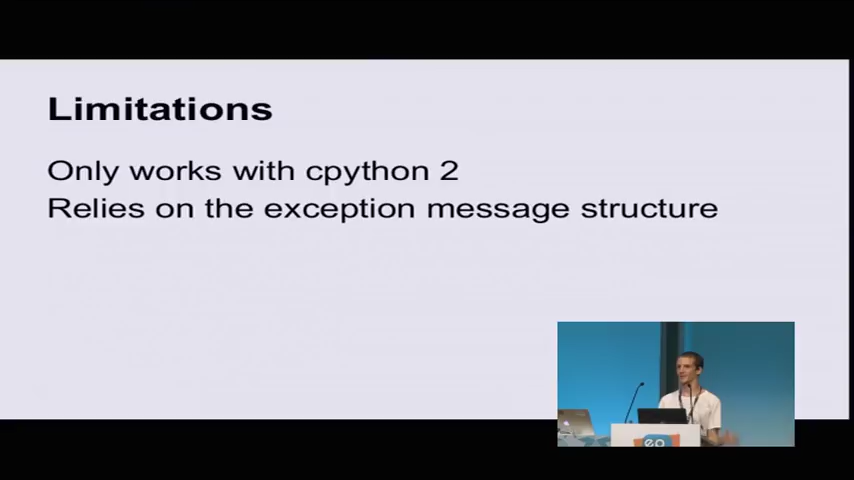 Limitations
Only works with cpython 2
Relies on the exception message structure